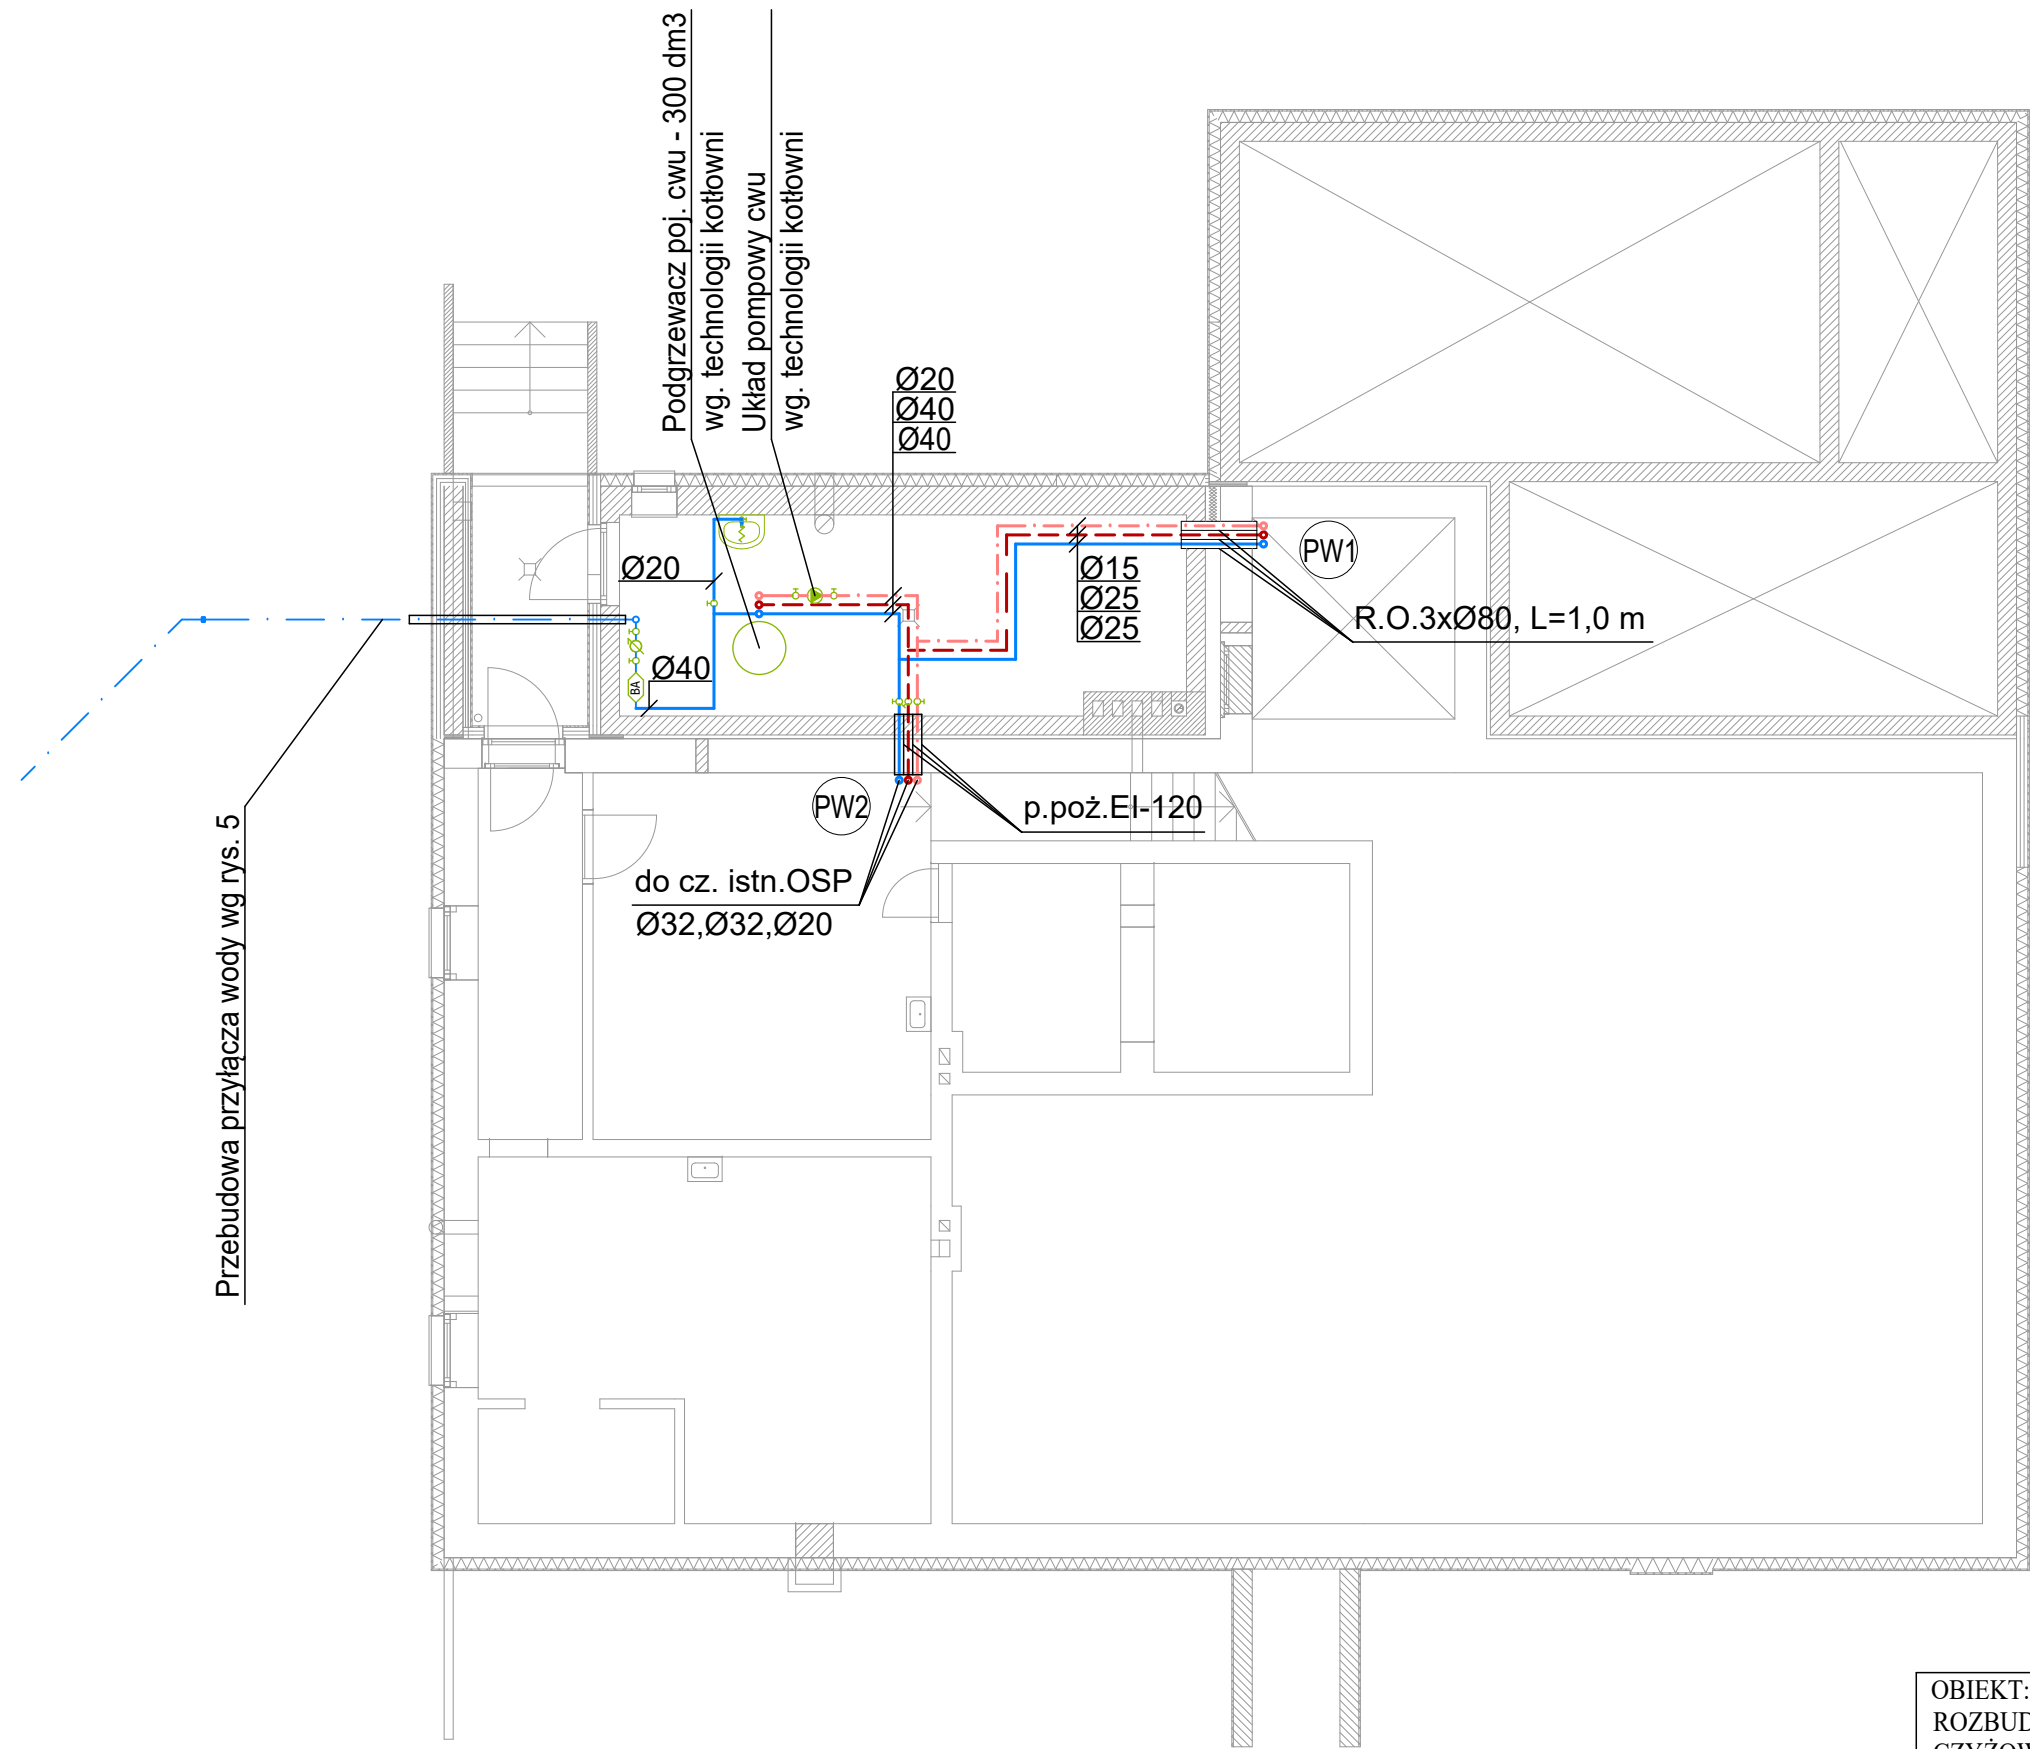 Podgrzewacz poj. cwu - 300 dm3
wg. technologii kotłowni
Układ pompowy cwu
wg. technologii kotłowni
Ø20
Ø40
Ø40
Ø20
Ø40
BA
Ø15
Ø25
Ø25
PW1
R.O.3xØ80, L=1,0 m
PW2
p.poż.EI-120
do cz. istn.OSP
Ø32,Ø32,Ø20
Przebudowa przyłącza wody wg rys. 5
OBIEKT: